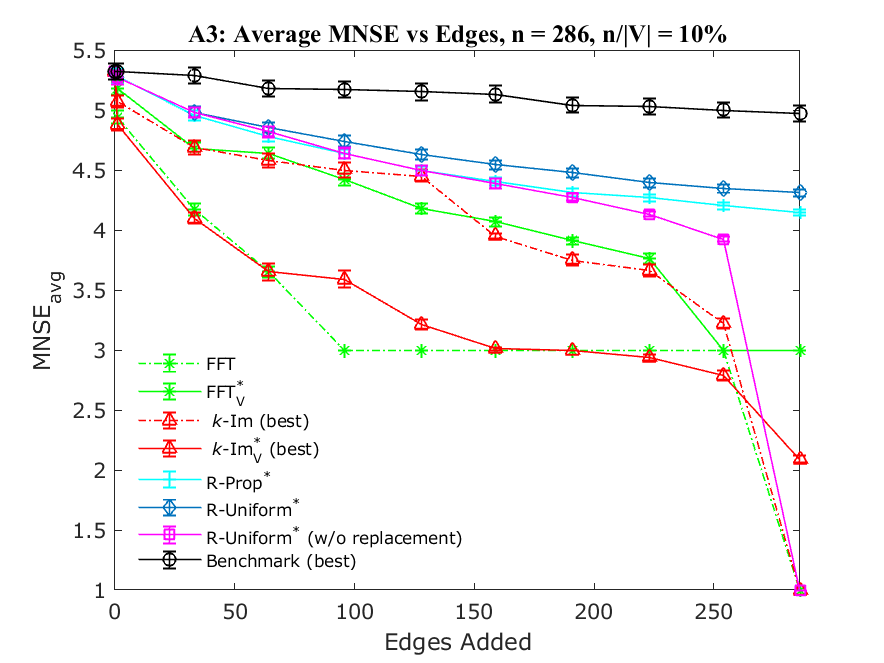 A3: Average MNSE vs Edges, n = 286, n/|V| = 10%
5.5
5
4.5
4
3.5
3
2.5
2
1.5
1
MNSE_avg
FFT
FFT*_V
k-Im (best)
k-Im*_V (best)
R-Prop*
R-Uniform*
R-Uniform* (w/o replacement)
Benchmark (best)
0 50 100 150 200 250
Edges Added